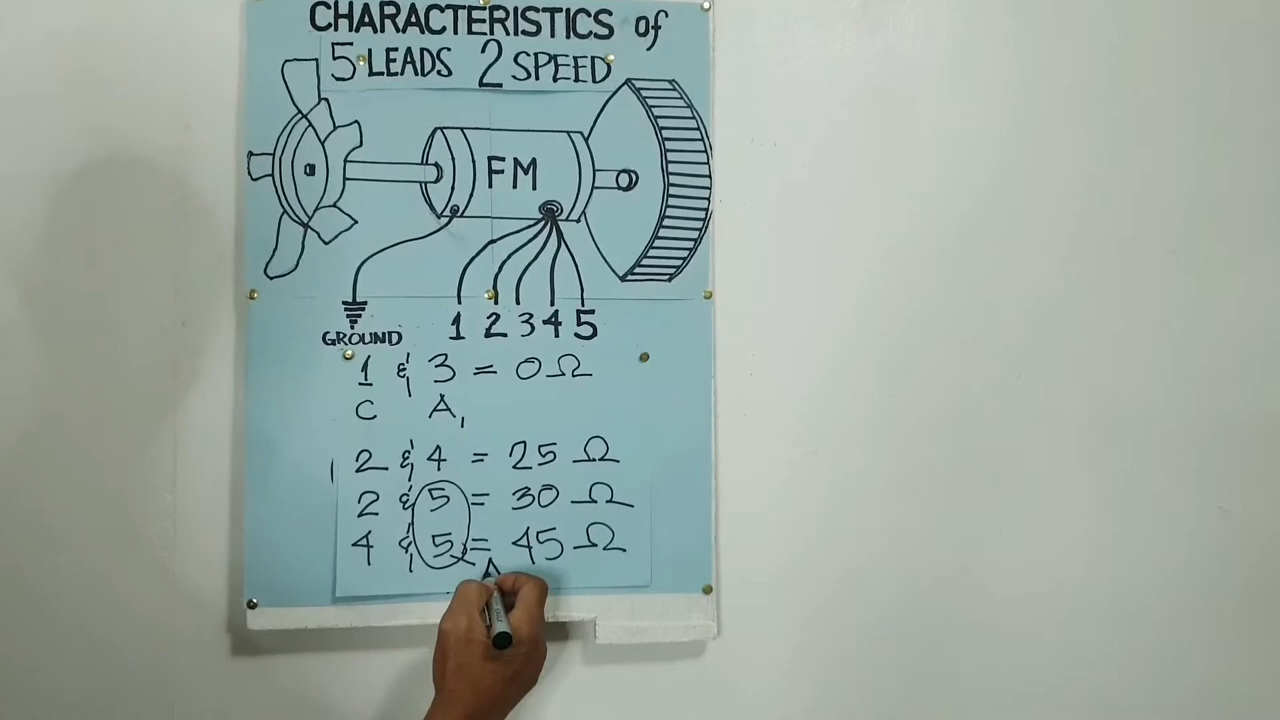 CHARACTERISTICS of
5 LEADS 2 SPEED
FM
GROUND
1 2 3 4 5
1 & 3 = 0 Ω
C A1
2 & 4 = 25 Ω
2 & 5 = 30 Ω
4 & 5 = 45 Ω
A